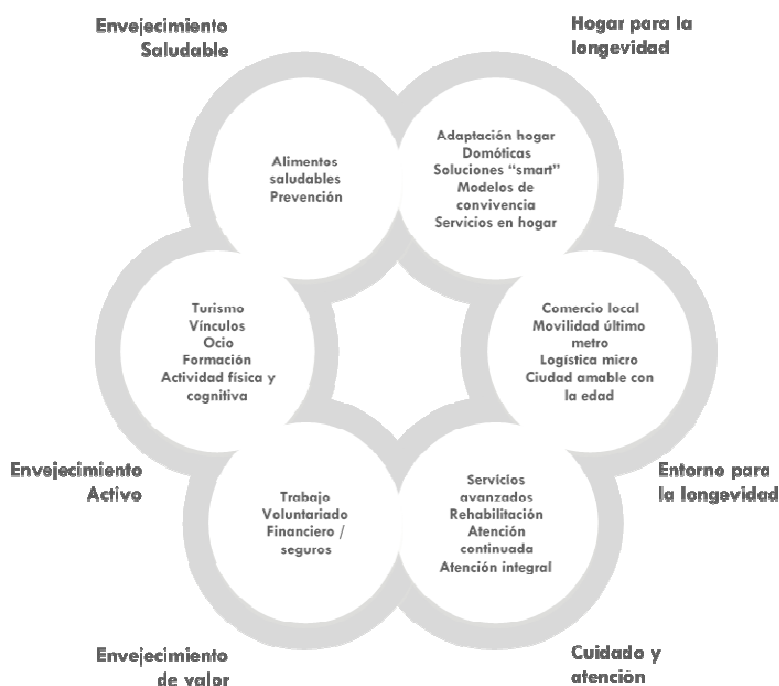 Envejecimiento
Saludable
Hogar para la
longevidad
Alimentos
saludables
Prevención
Adaptación hogar
Domóticas
Soluciones “smart”
Modelos de
convivencia
Servicios en hogar
Turismo
Vínculos
Ocio
Formación
Actividad física y
cognitiva
Comercio local
Movilidad último
metro
Logística micro
Ciudad amable con
la edad
Envejecimiento
Activo
Entorno para
la longevidad
Trabajo
Voluntariado
Financiero /
seguros
Servicios
avanzados
Rehabilitación
Atención
continuada
Atención integral
Envejecimiento
de valor
Cuidado y
atención